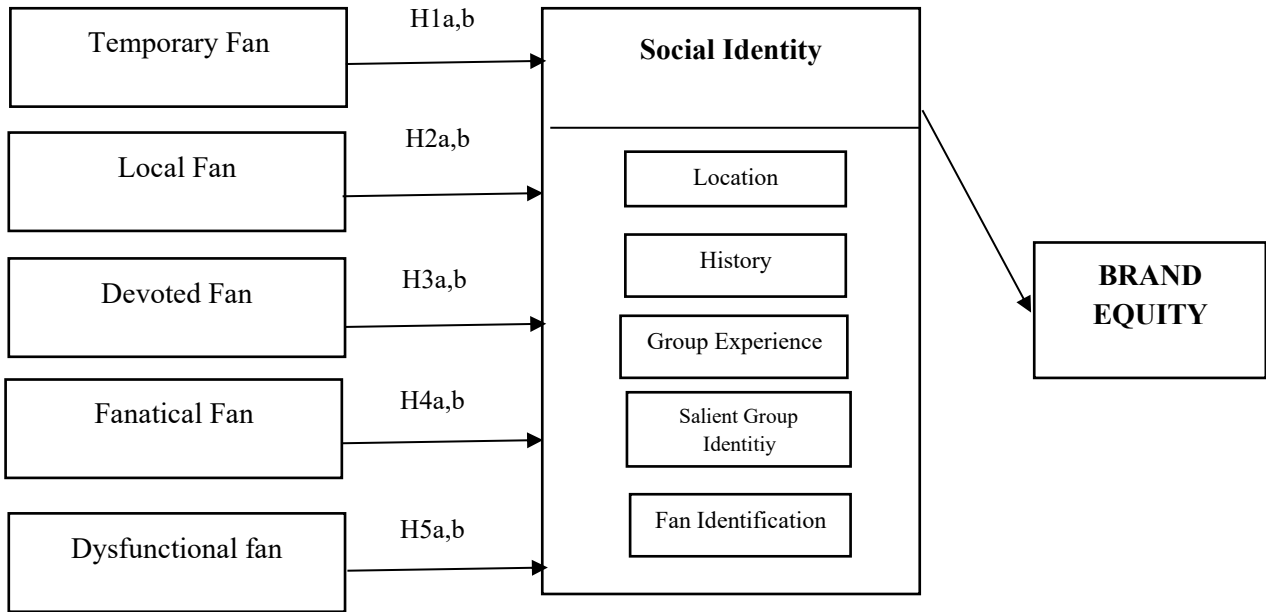 Temporary Fan
H1a,b
Social Identity
Local Fan
H2a,b
Location
Devoted Fan
H3a,b
History
Group Experience
Fanatical Fan
H4a,b
Salient Group
Identitiy
Dysfunctional fan
H5a,b
Fan Identification
BRAND
EQUITY